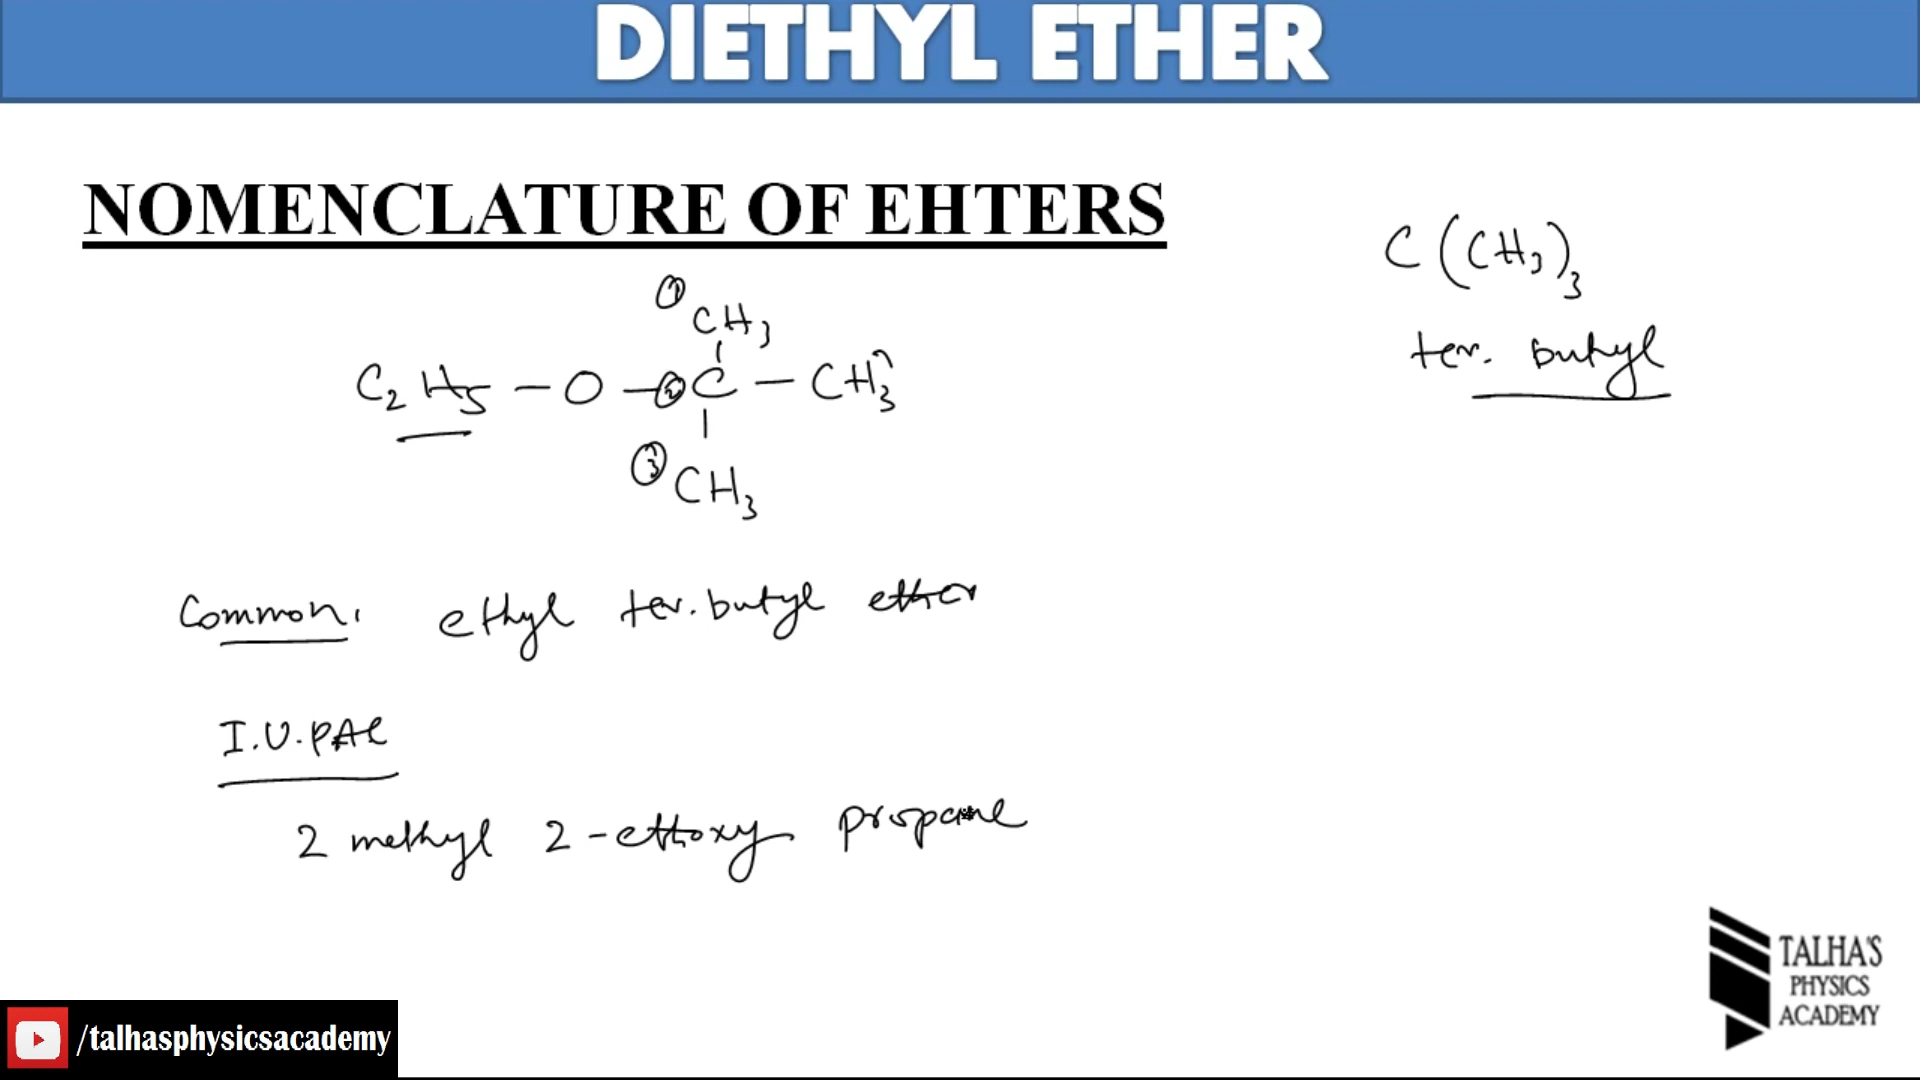 DIETHYL ETHER
NOMENCLATURE OF EHTERS
C(CH3)3
ter. butyl
① CH3
C2H5 - O - ② C - CH3
③ CH3
Common: ethyl ter. butyl ether
I.U.PAC
2 methyl 2-ethoxy propane
TALHA'S
PHYSICS
ACADEMY
/talhasphysicsacademy